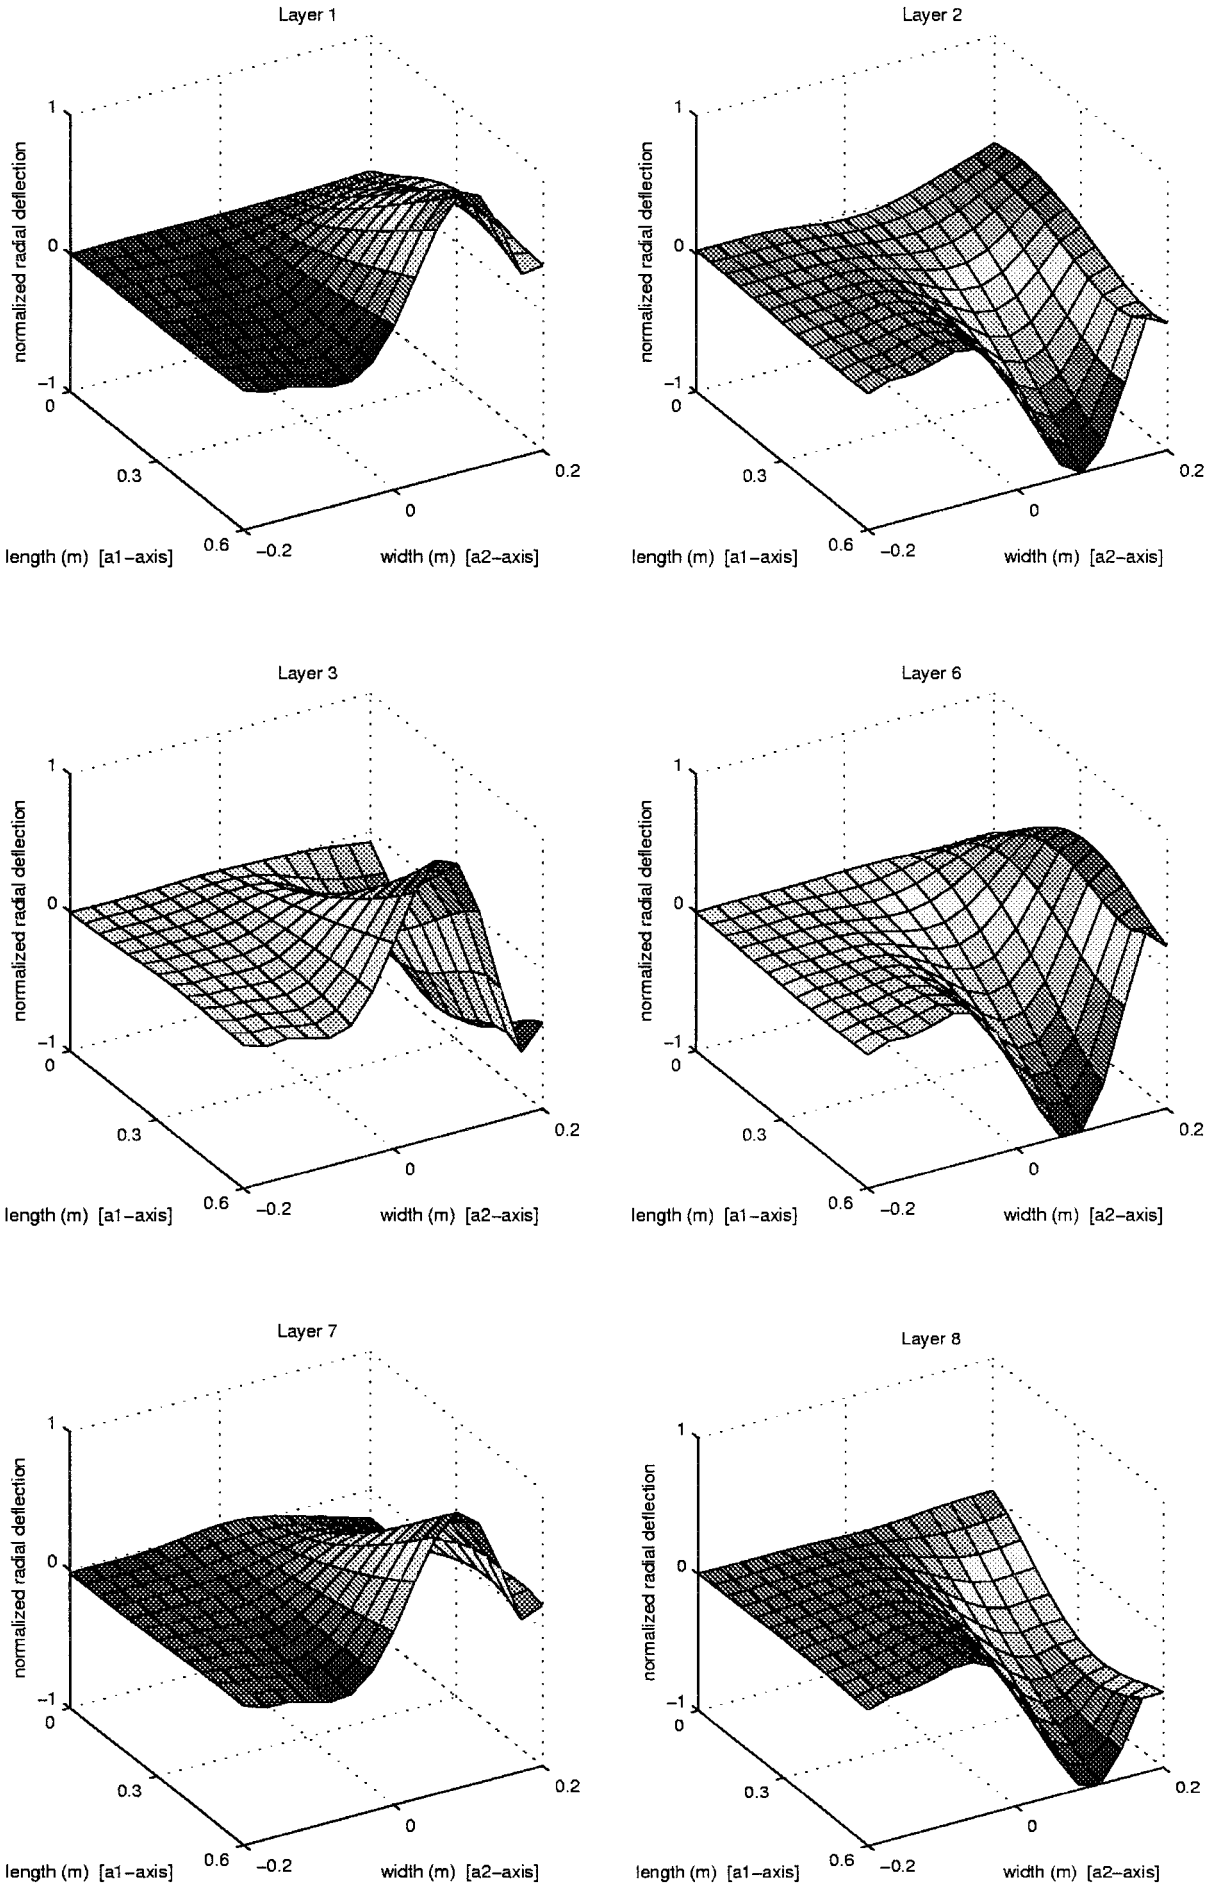 Layer 1
1
0
−1
normalized radial deflection
0
0.3
0.6
length (m) [a1−axis]
−0.2
0
0.2
width (m) [a2−axis]
Layer 2
1
0
−1
normalized radial deflection
0
0.3
0.6
length (m) [a1−axis]
−0.2
0
0.2
width (m) [a2−axis]
Layer 3
1
0
−1
normalized radial deflection
0
0.3
0.6
length (m) [a1−axis]
−0.2
0
0.2
width (m) [a2−axis]
Layer 6
1
0
−1
normalized radial deflection
0
0.3
0.6
length (m) [a1−axis]
−0.2
0
0.2
width (m) [a2−axis]
Layer 7
1
0
−1
normalized radial deflection
0
0.3
0.6
length (m) [a1−axis]
−0.2
0
0.2
width (m) [a2−axis]
Layer 8
1
0
−1
normalized radial deflection
0
0.3
0.6
length (m) [a1−axis]
−0.2
0
0.2
width (m) [a2−axis]